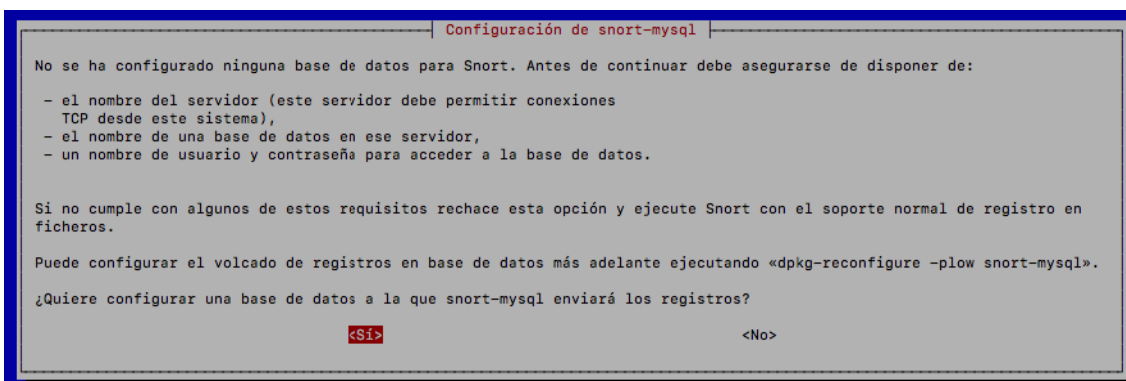 Configuración de snort-mysql
No se ha configurado ninguna base de datos para Snort. Antes de continuar debe asegurarse de disponer de:
- el nombre del servidor (este servidor debe permitir conexiones
TCP desde este sistema),
- el nombre de una base de datos en ese servidor,
- un nombre de usuario y contraseña para acceder a la base de datos.
Si no cumple con algunos de estos requisitos rechace esta opción y ejecute Snort con el soporte normal de registro en
ficheros.
Puede configurar el volcado de registros en base de datos más adelante ejecutando «dpkg-reconfigure -plow snort-mysql».
¿Quiere configurar una base de datos a la que snort-mysql enviará los registros?
<Sí> <No>